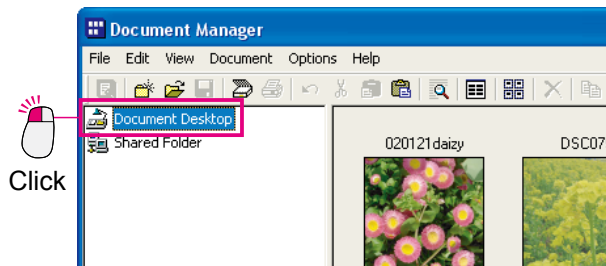 Document Manager
File Edit View Document Options Help
Document Desktop
Shared Folder
Click
020121daizy
DSC07